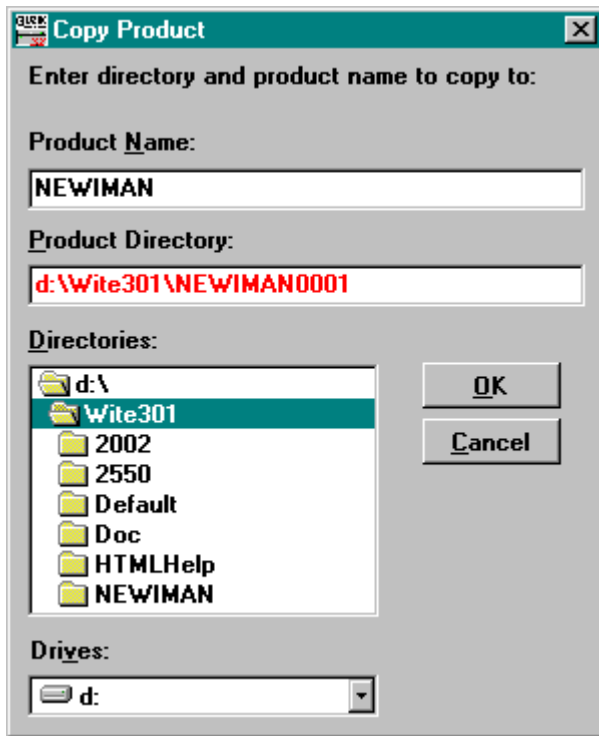 Copy Product
Enter directory and product name to copy to:
Product Name:
NEWIMAN
Product Directory:
d:\Wite301\NEWIMAN0001
Directories:
d:\
Wite301
2002
2550
Default
Doc
HTMLHelp
NEWIMAN
OK
Cancel
Drives:
d: